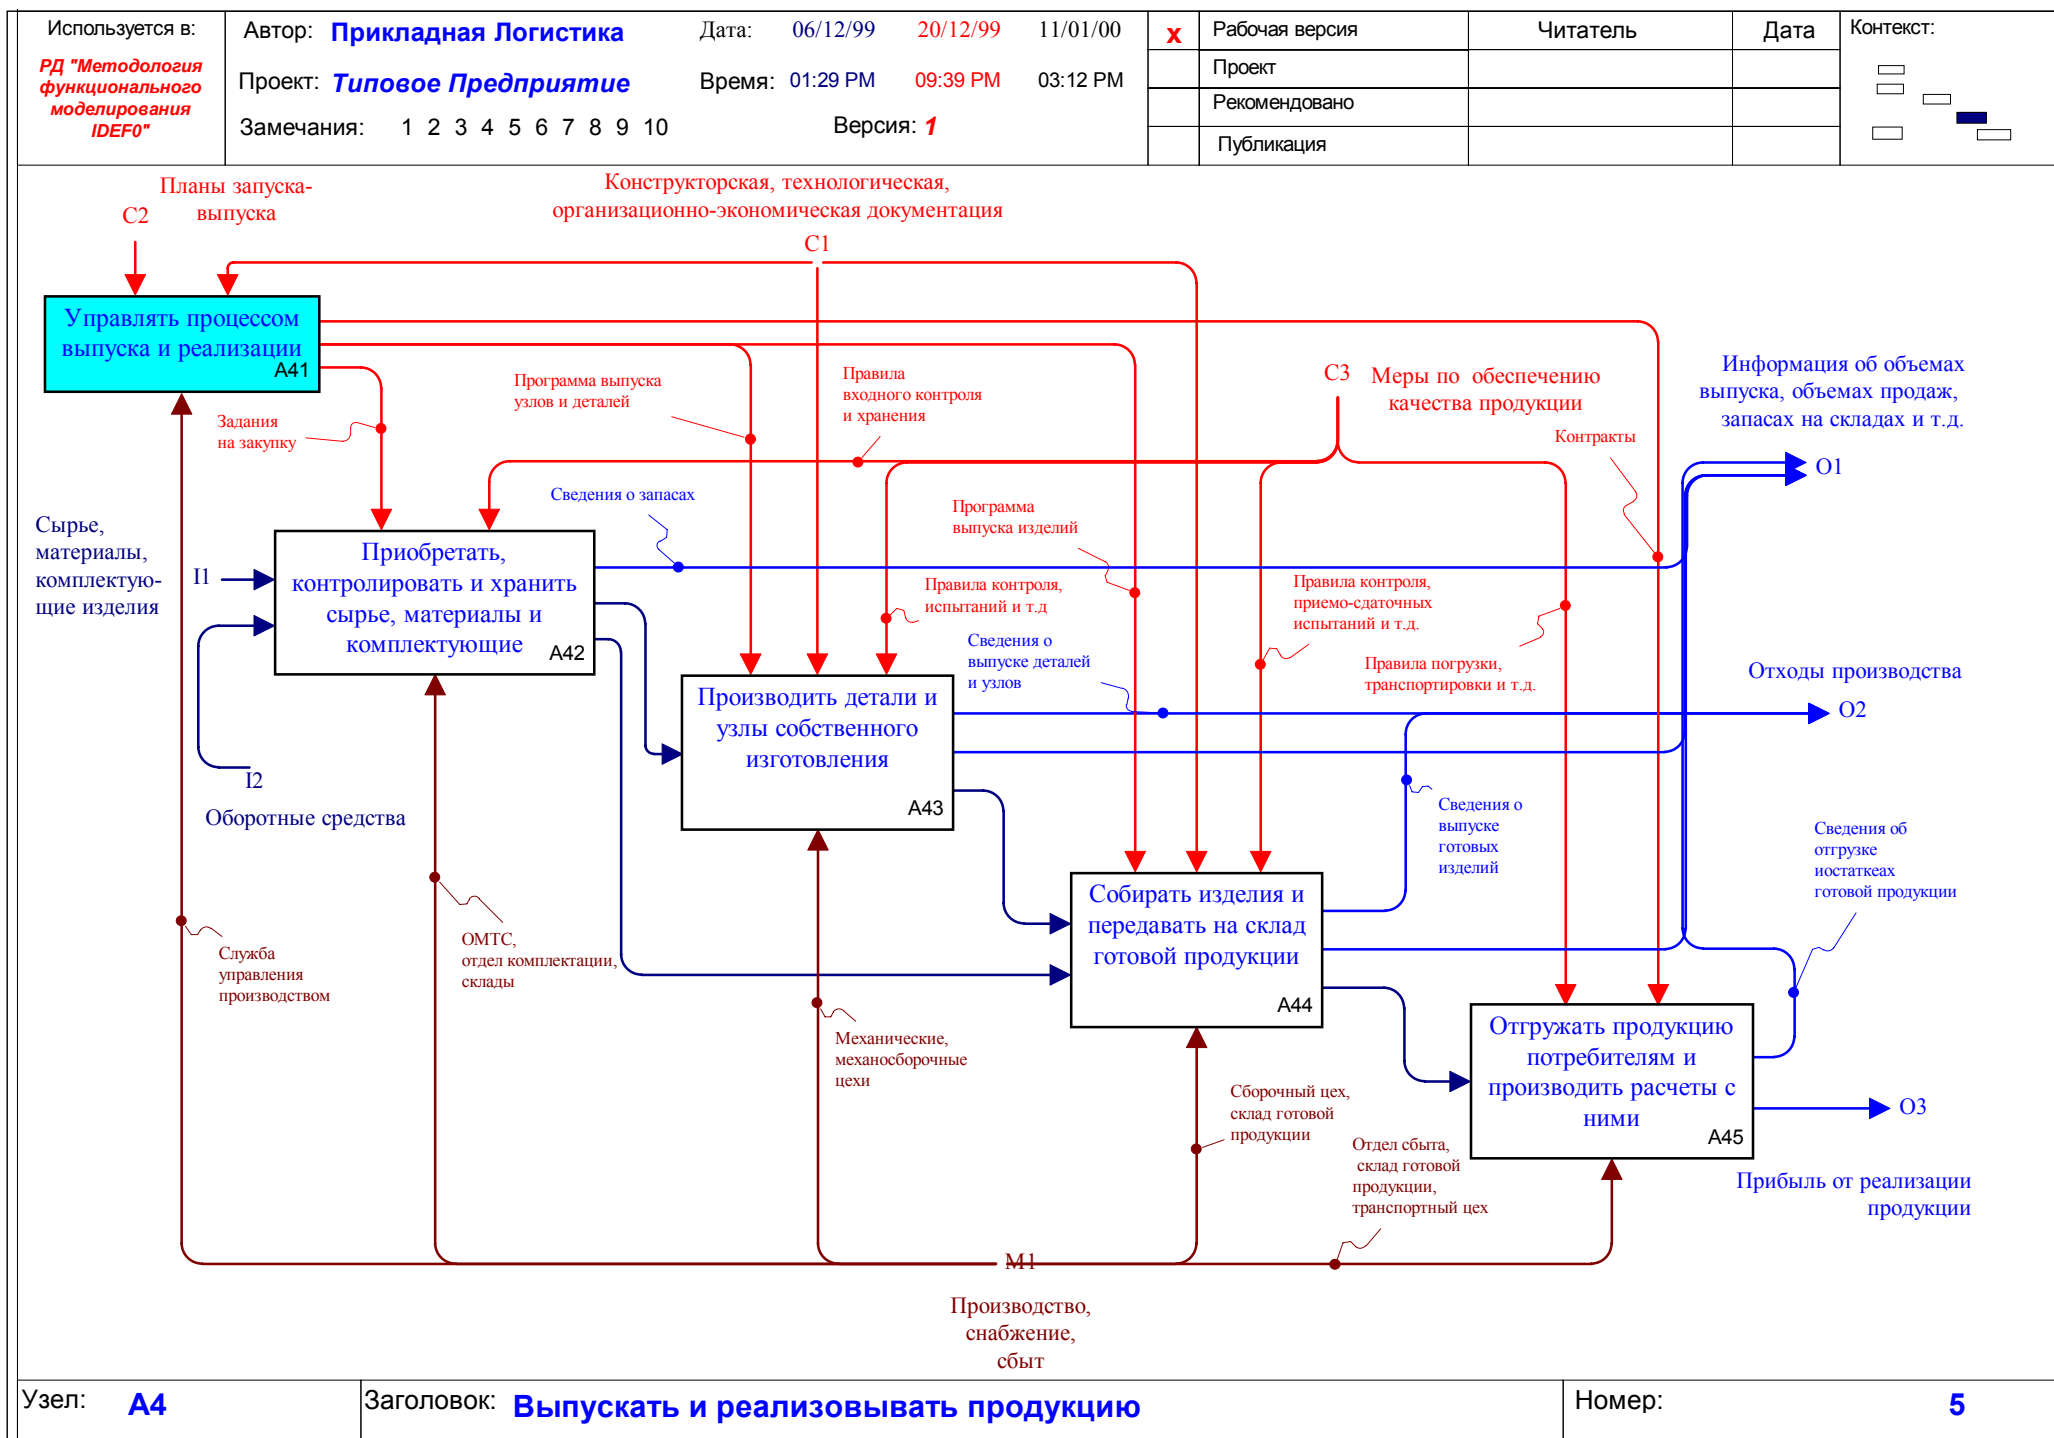 Используется в:
РД "Методология
функционального
моделирования
IDEF0"
Автор: Прикладная Логистика
Дата: 06/12/99 20/12/99 11/01/00
Проект: Типовое Предприятие
Время: 01:29 PM 09:39 PM 03:12 PM
Замечания: 1 2 3 4 5 6 7 8 9 10
Версия: 1
x Рабочая версия Читатель Дата
Проект
Рекомендовано
Публикация
Контекст:
Планы запуска-
выпуска
C2
Конструкторская, технологическая,
организационно-экономическая документация
C1
Управлять процессом
выпуска и реализации
A41
Задания
на закупку
Программа выпуска
узлов и деталей
Правила
входного контроля
и хранения
C3
Меры по обеспечению
качества продукции
Контракты
Информация об объемах
выпуска, объемах продаж,
запасах на складах и т.д.
O1
Сведения о запасах
Программа
выпуска изделий
Сырье,
материалы,
комплектую-
щие изделия
I1
Приобретать,
контролировать и хранить
сырье, материалы и
комплектующие
A42
Правила контроля,
испытаний и т.д
Правила контроля,
приемо-сдаточных
испытаний и т.д.
Сведения о
выпуске деталей
и узлов
Правила погрузки,
транспортировки и т.д.
Отходы производства
O2
Производить детали и
узлы собственного
изготовления
A43
I2
Оборотные средства
Сведения о
выпуске
готовых
изделий
Сведения об
отгрузке
иостаткеах
готовой продукции
Собирать изделия и
передавать на склад
готовой продукции
A44
Служба
управления
производством
ОМТС,
отдел комплектации,
склады
Механические,
механосборочные
цехи
Отгружать продукцию
потребителям и
производить расчеты с
ними
A45
O3
Сборочный цех,
склад готовой
продукции
Отдел сбыта,
склад готовой
продукции,
транспортный цех
Прибыль от реализации
продукции
M1
Производство,
снабжение,
сбыт
Узел: A4
Заголовок: Выпускать и реализовывать продукцию
Номер: 5